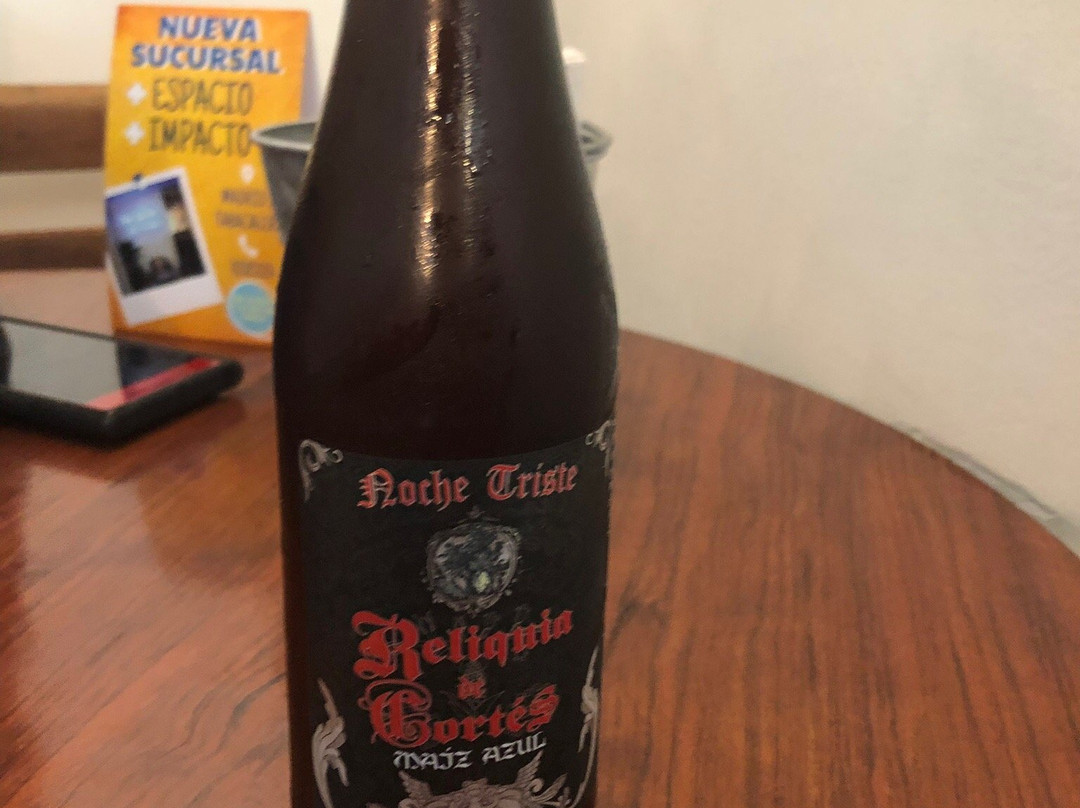 NUEVA
SUCURSAL
+ ESPACIO
+ IMPACTO
Noche Triste
Reliquia
de
Cortés
MAÍZ AZUL